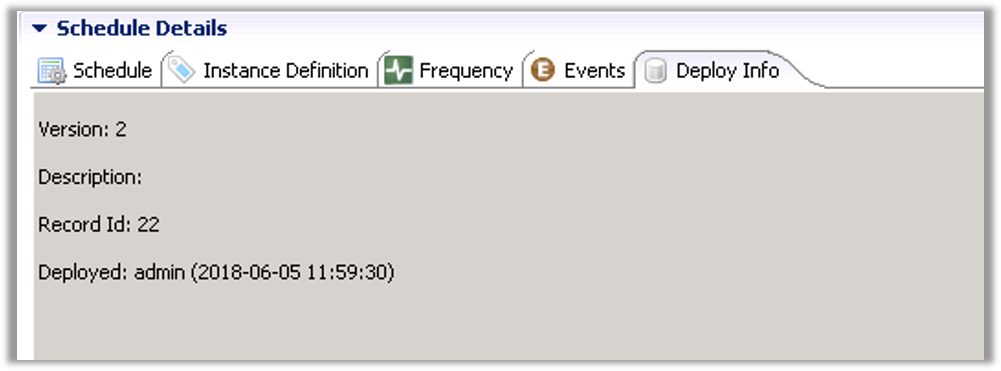 Schedule Details
Schedule Instance Definition Frequency E Events Deploy Info
Version: 2
Description:
Record Id: 22
Deployed: admin (2018-06-05 11:59:30)